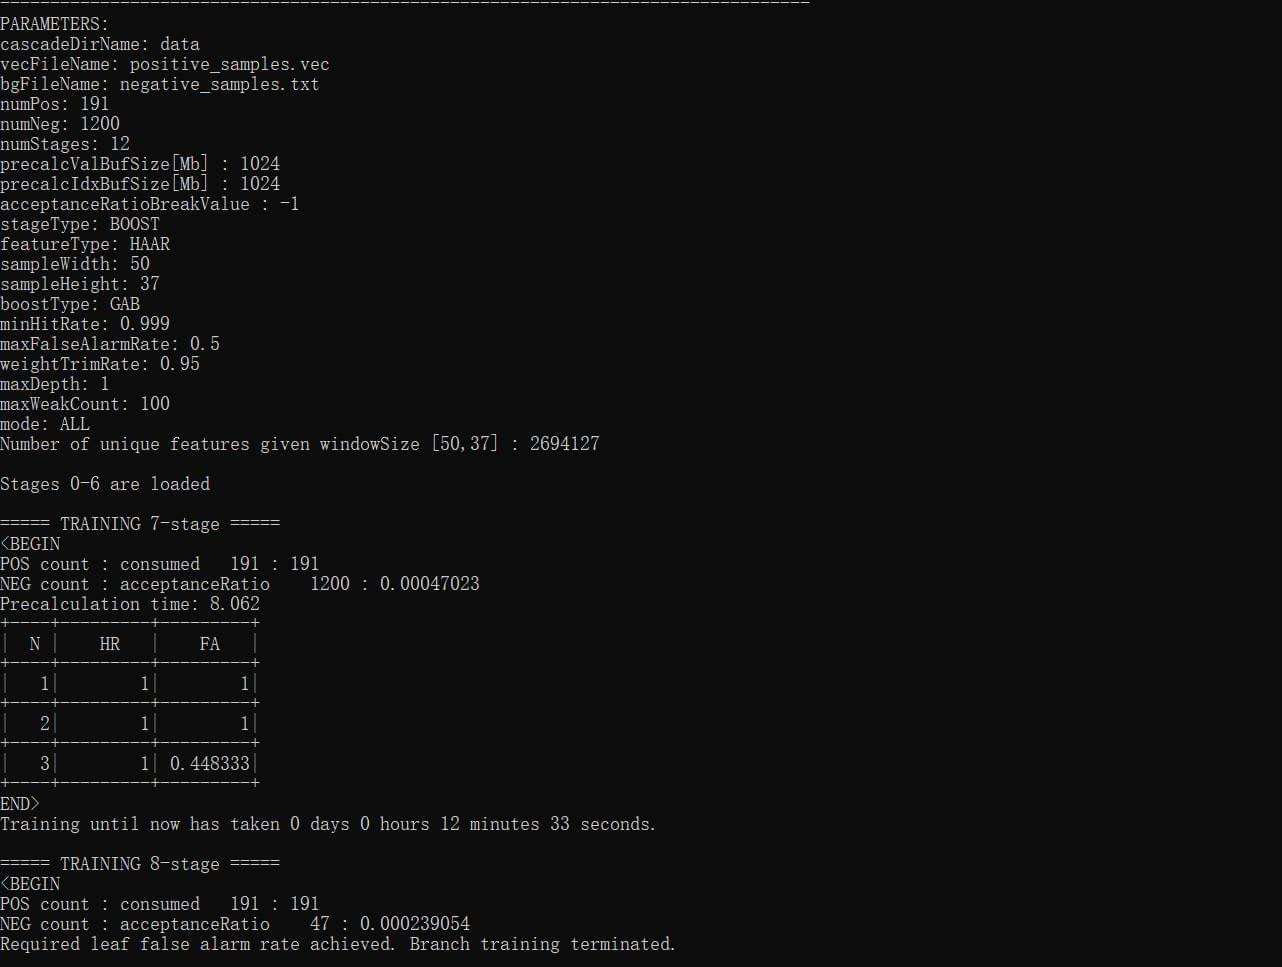 PARAMETERS:
cascadeDirName: data
vecFileName: positive_samples.vec
bgFileName: negative_samples.txt
numPos: 191
numNeg: 1200
numStages: 12
precalcValBufSize[Mb] : 1024
precalcIdxBufSize[Mb] : 1024
acceptanceRatioBreakValue : -1
stageType: BOOST
featureType: HAAR
sampleWidth: 50
sampleHeight: 37
boostType: GAB
minHitRate: 0.999
maxFalseAlarmRate: 0.5
weightTrimRate: 0.95
maxDepth: 1
maxWeakCount: 100
mode: ALL
Number of unique features given windowSize [50,37] : 2694127
Stages 0-6 are loaded
===== TRAINING 7-stage =====
<BEGIN
POS count : consumed   191 : 191
NEG count : acceptanceRatio    1200 : 0.00047023
Precalculation time: 8.062
+----+---------+---------+
|  N |    HR   |    FA   |
+----+---------+---------+
|   1|        1|        1|
+----+---------+---------+
|   2|        1|        1|
+----+---------+---------+
|   3|        1| 0.448333|
+----+---------+---------+
END>
Training until now has taken 0 days 0 hours 12 minutes 33 seconds.
===== TRAINING 8-stage =====
<BEGIN
POS count : consumed   191 : 191
NEG count : acceptanceRatio    47 : 0.000239054
Required leaf false alarm rate achieved. Branch training terminated.